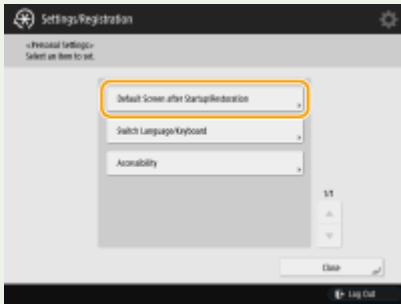 Settings/Registration
<Personal Settings>
Select an item to set.
Default Screen after Startup/Restoration
Switch Language/Keyboard
Accessibility
1/1
Close
Log Out